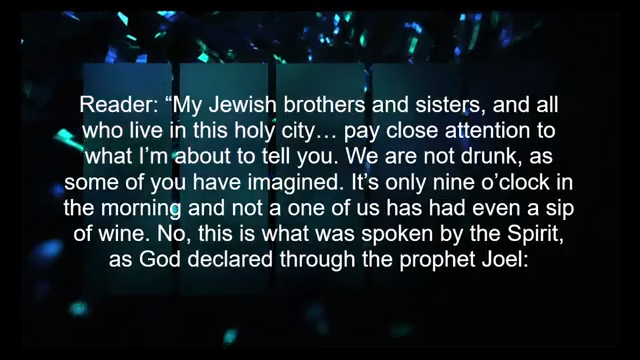 Reader: “My Jewish brothers and sisters, and all
who live in this holy city… pay close attention to
what I’m about to tell you. We are not drunk, as
some of you have imagined. It’s only nine o’clock in
the morning and not a one of us has had even a sip
of wine. No, this is what was spoken by the Spirit,
as God declared through the prophet Joel: